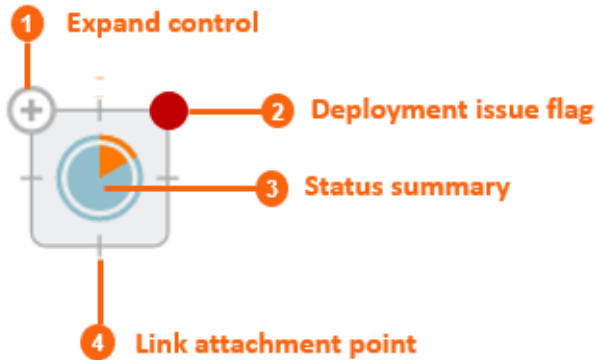 1 Expand control
2 Deployment issue flag
3 Status summary
4 Link attachment point